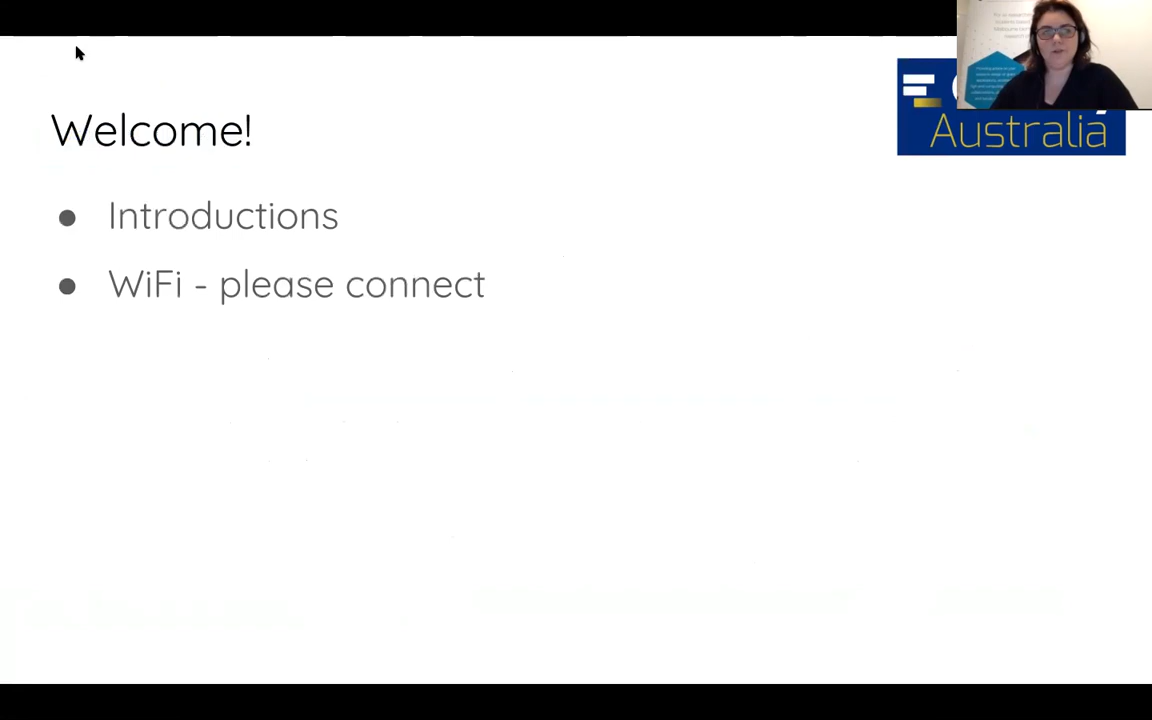 Welcome!
Australia
● Introductions
● WiFi - please connect